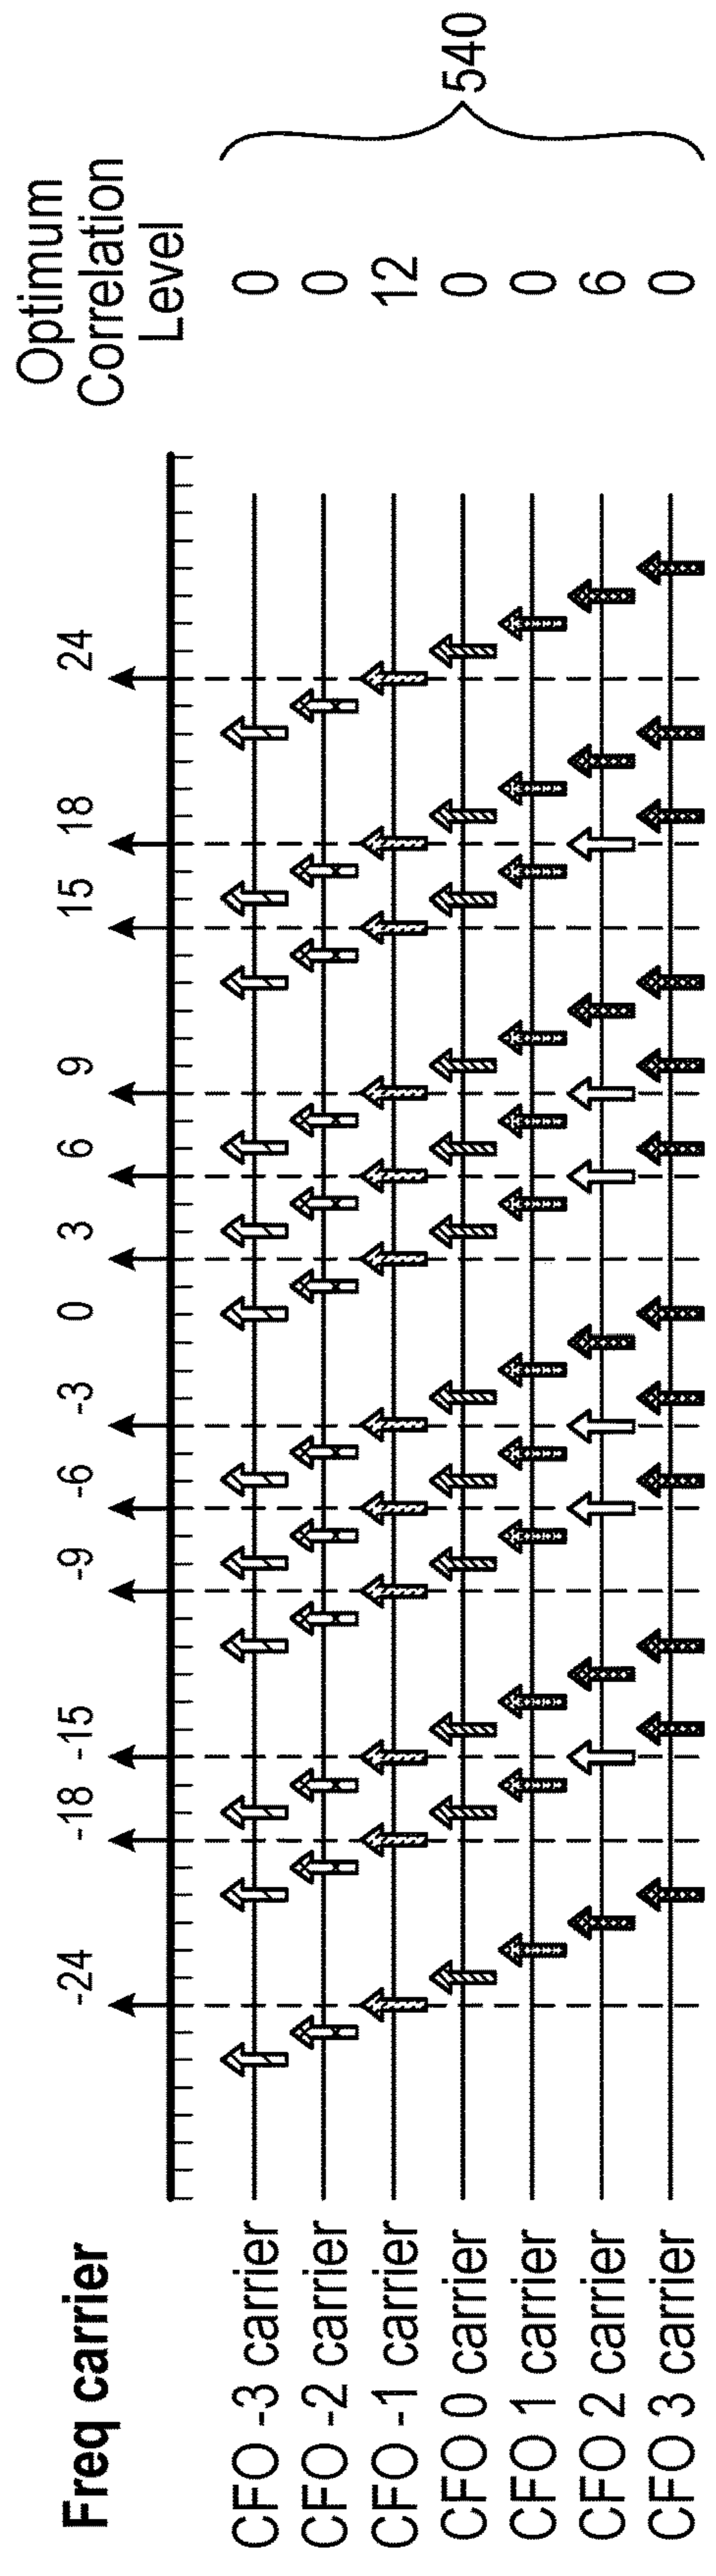 Freq carrier
-24 -18 -15 -9 -6 -3 0 3 6 9 15 18 24
Optimum
Correlation
Level
CFO -3 carrier 0
CFO -2 carrier 0
CFO -1 carrier 12
CFO 0 carrier 0
CFO 1 carrier 0
CFO 2 carrier 6
CFO 3 carrier 0
540